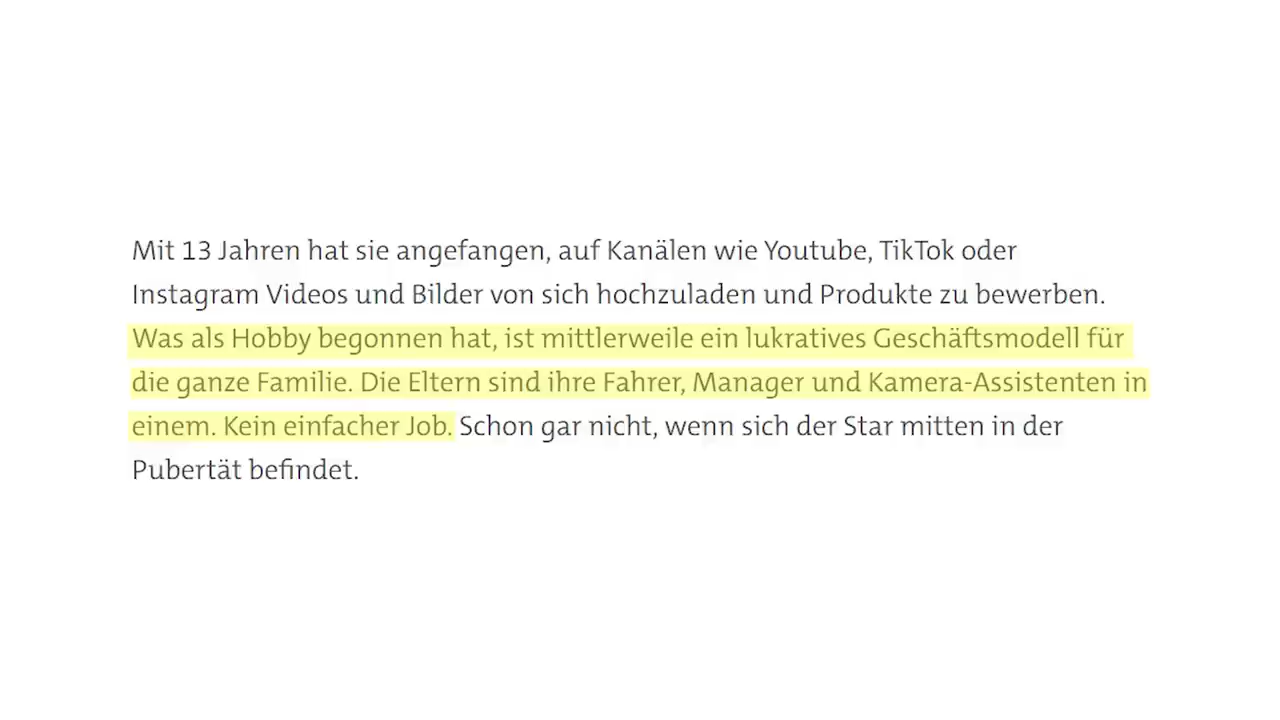 Mit 13 Jahren hat sie angefangen, auf Kanälen wie Youtube, TikTok oder
Instagram Videos und Bilder von sich hochzuladen und Produkte zu bewerben.
Was als Hobby begonnen hat, ist mittlerweile ein lukratives Geschäftsmodell für
die ganze Familie. Die Eltern sind ihre Fahrer, Manager und Kamera-Assistenten in
einem. Kein einfacher Job. Schon gar nicht, wenn sich der Star mitten in der
Pubertät befindet.